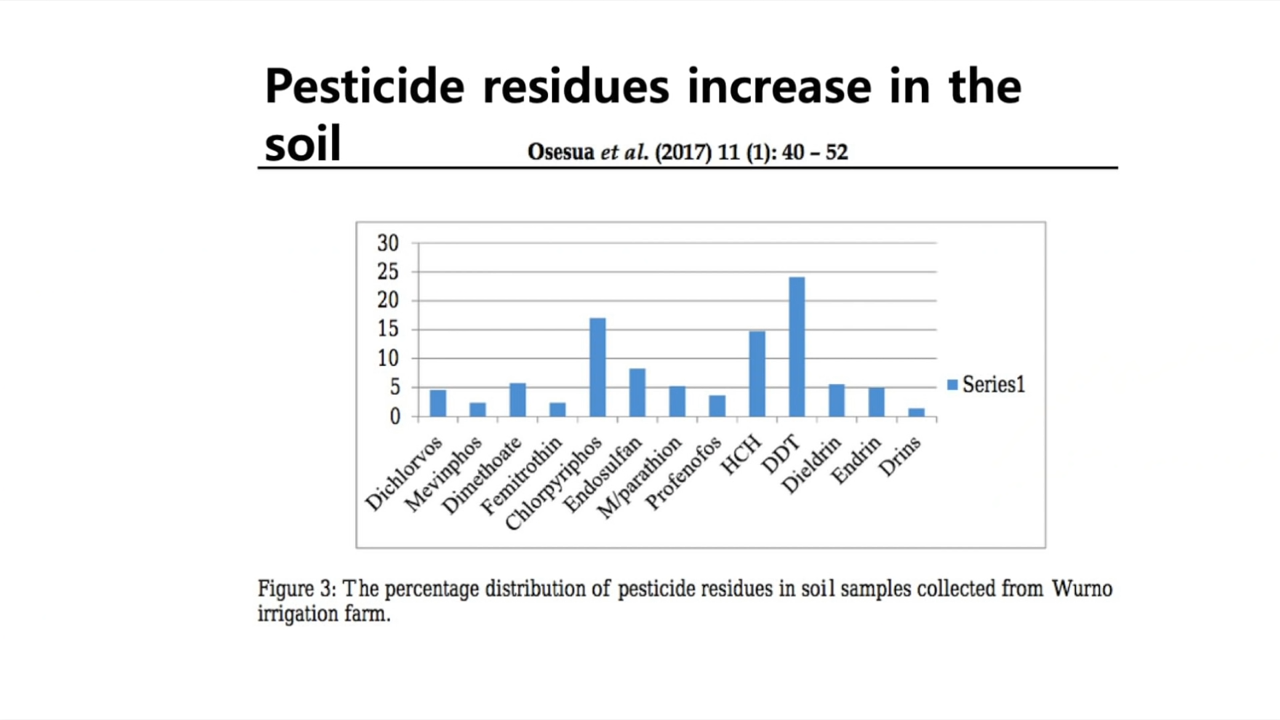 Pesticide residues increase in the
soil
Osesua et al. (2017) 11 (1): 40 – 52
30
25
20
15
10
5
0
Series1
Dichlorvos
Mevinphos
Dimethoate
Femitrothin
Chlorpyriphos
Endosulfan
M/parathion
Profenofos
HCH
DDT
Dieldrin
Endrin
Drins
Figure 3: The percentage distribution of pesticide residues in soil samples collected from Wurno
irrigation farm.